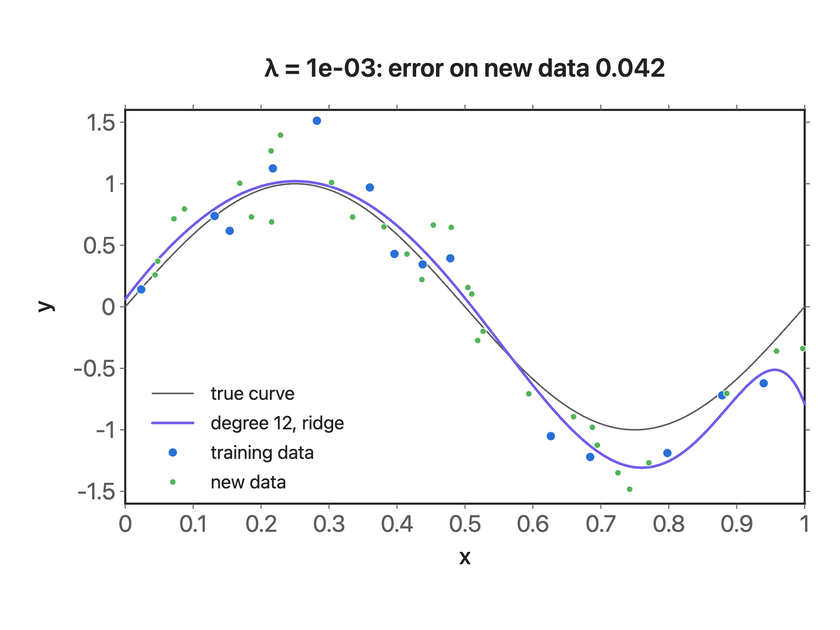 λ = 1e-03: error on new data 0.042
1.5
1
0.5
0
-0.5
-1
-1.5
y
true curve
degree 12, ridge
training data
new data
0 0.1 0.2 0.3 0.4 0.5 0.6 0.7 0.8 0.9 1
x